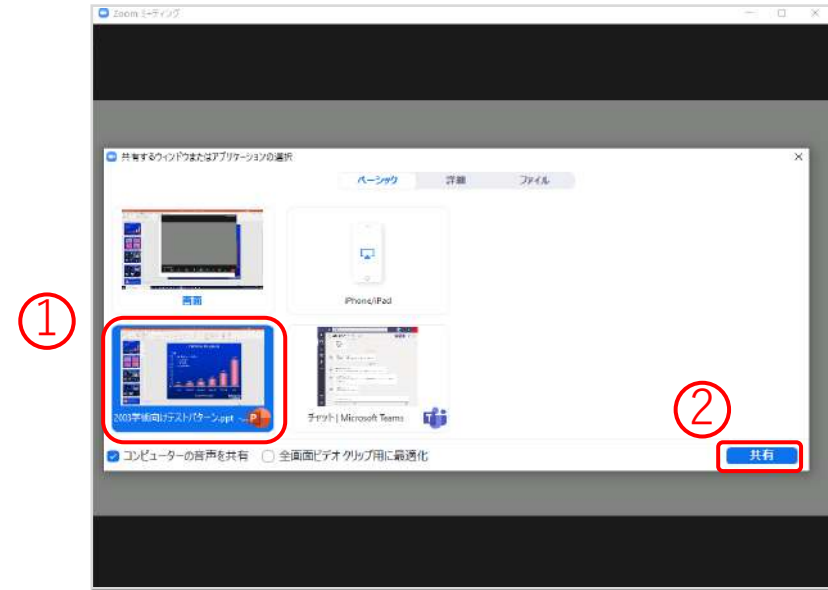 Zoom ミーティング
共有するウィンドウまたはアプリケーションの選択
ベーシック 詳細 ファイル
画面
iPhone/iPad
①
2003学術向けテストパターン.ppt - ...
チャット | Microsoft Teams
②
コンピューターの音声を共有 全画面ビデオ クリップ用に最適化
共有